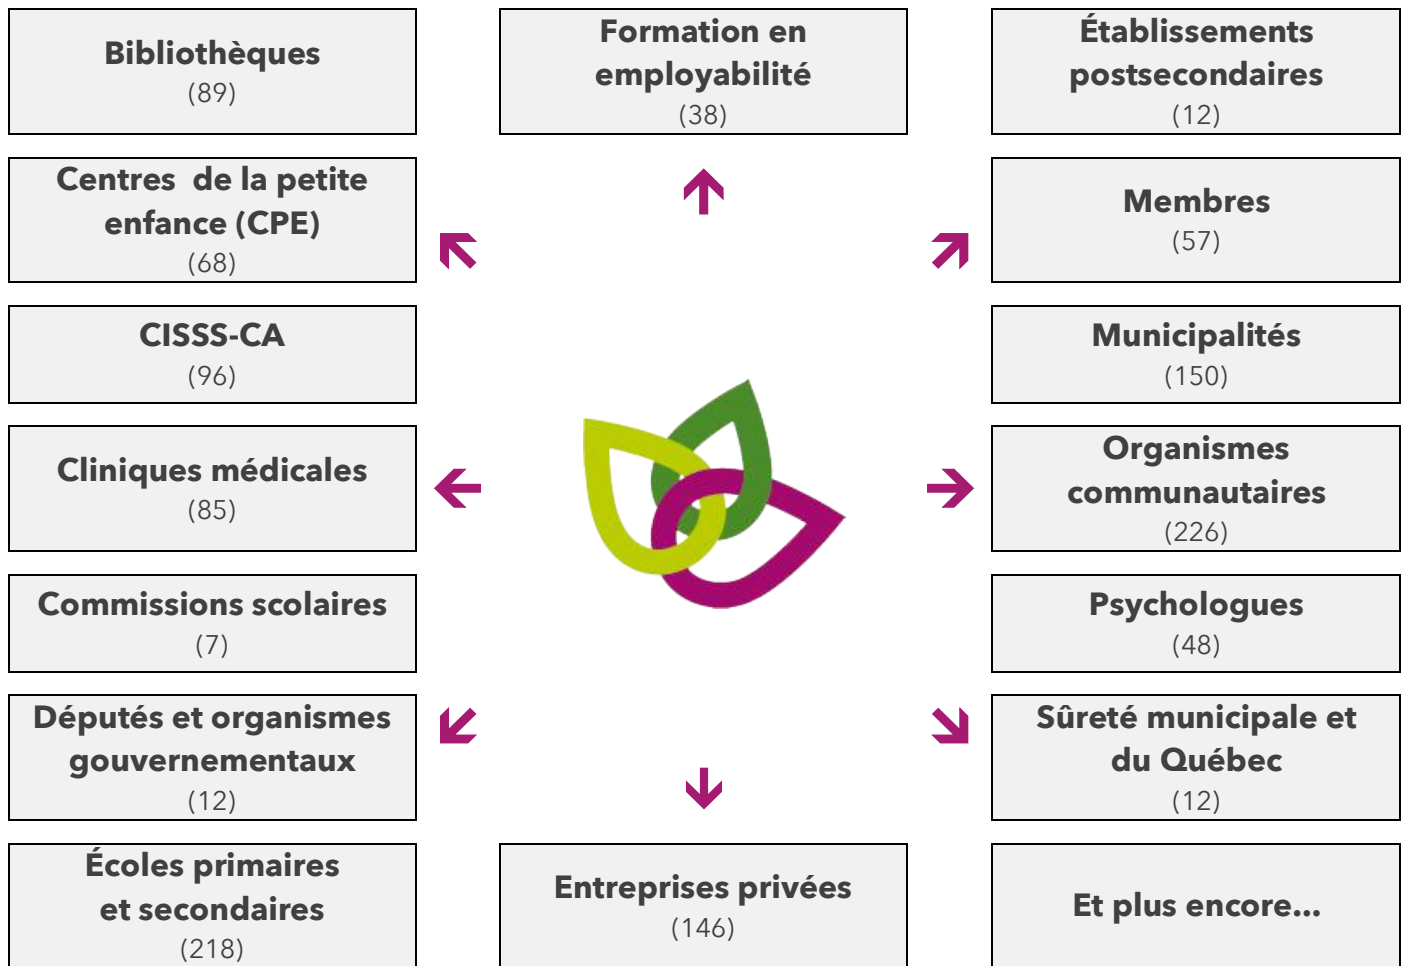 Bibliothèques
(89)
Formation en
employabilité
(38)
Établissements
postsecondaires
(12)
Centres de la petite
enfance (CPE)
(68)
Membres
(57)
CISSS-CA
(96)
Municipalités
(150)
Cliniques médicales
(85)
Organismes
communautaires
(226)
Commissions scolaires
(7)
Psychologues
(48)
Députés et organismes
gouvernementaux
(12)
Sûreté municipale et
du Québec
(12)
Écoles primaires
et secondaires
(218)
Entreprises privées
(146)
Et plus encore...